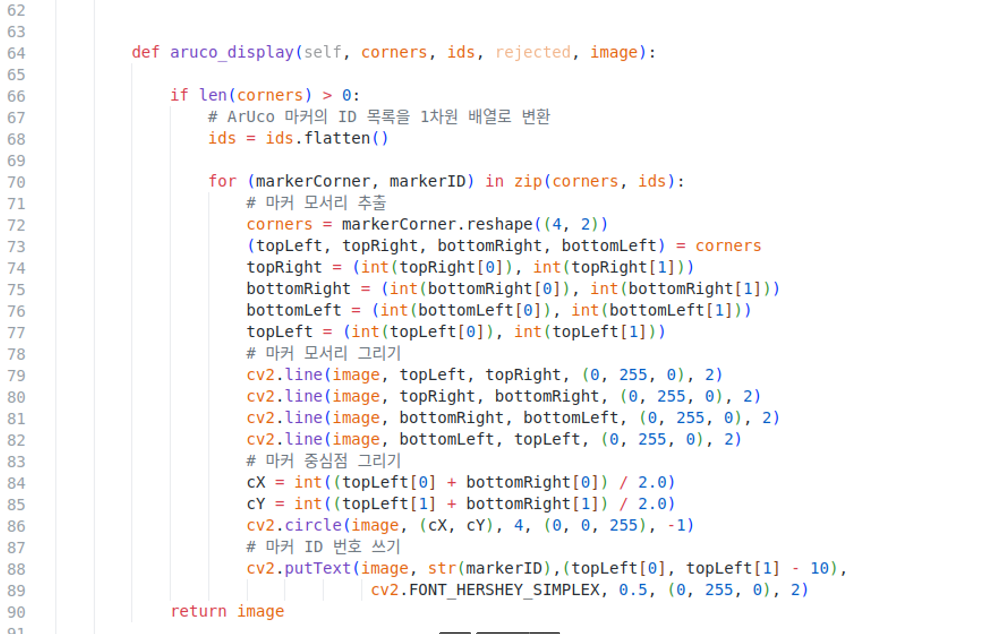 62
63
64 def aruco_display(self, corners, ids, rejected, image):
65
66 if len(corners) > 0:
67 # ArUco 마커의 ID 목록을 1차원 배열로 변환
68 ids = ids.flatten()
69
70 for (markerCorner, markerID) in zip(corners, ids):
71 # 마커 모서리 추출
72 corners = markerCorner.reshape((4, 2))
73 (topLeft, topRight, bottomRight, bottomLeft) = corners
74 topRight = (int(topRight[0]), int(topRight[1]))
75 bottomRight = (int(bottomRight[0]), int(bottomRight[1]))
76 bottomLeft = (int(bottomLeft[0]), int(bottomLeft[1]))
77 topLeft = (int(topLeft[0]), int(topLeft[1]))
78 # 마커 모서리 그리기
79 cv2.line(image, topLeft, topRight, (0, 255, 0), 2)
80 cv2.line(image, topRight, bottomRight, (0, 255, 0), 2)
81 cv2.line(image, bottomRight, bottomLeft, (0, 255, 0), 2)
82 cv2.line(image, bottomLeft, topLeft, (0, 255, 0), 2)
83 # 마커 중심점 그리기
84 cX = int((topLeft[0] + bottomRight[0]) / 2.0)
85 cY = int((topLeft[1] + bottomRight[1]) / 2.0)
86 cv2.circle(image, (cX, cY), 4, (0, 0, 255), -1)
87 # 마커 ID 번호 쓰기
88 cv2.putText(image, str(markerID),(topLeft[0], topLeft[1] - 10),
89 cv2.FONT_HERSHEY_SIMPLEX, 0.5, (0, 255, 0), 2)
90 return image
91